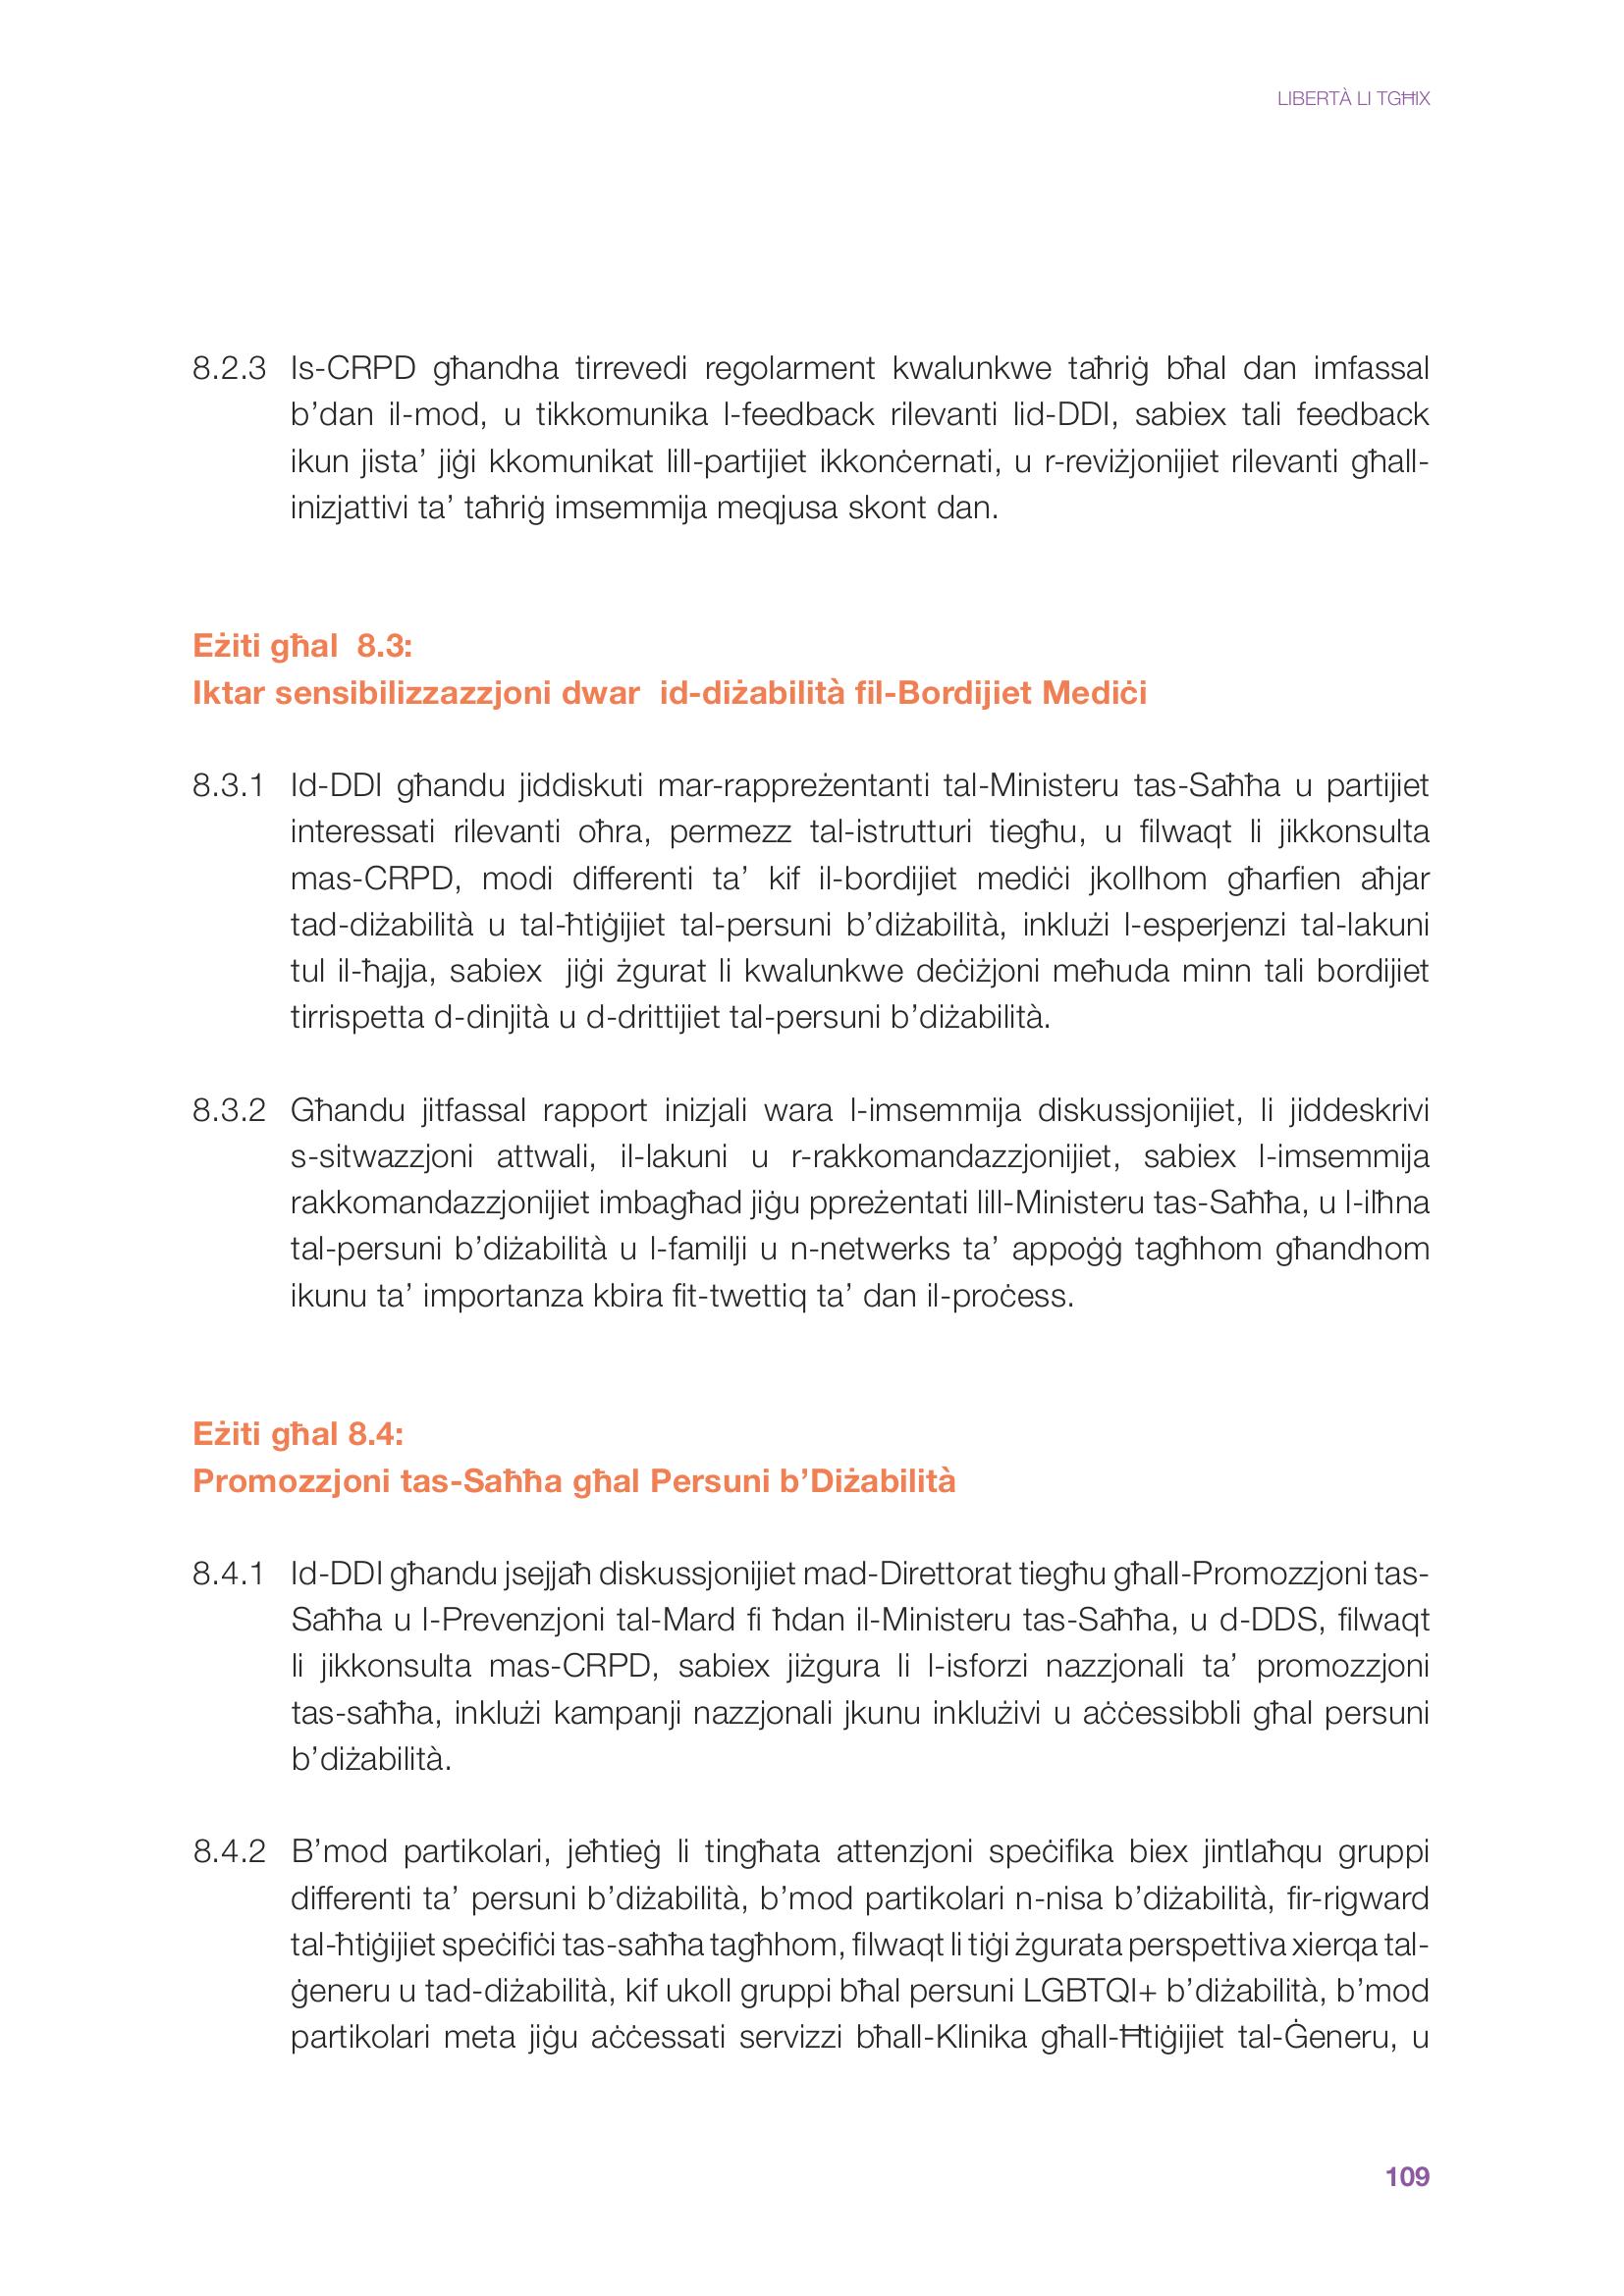 LIBERTÀ LI TGĦIX
8.2.3 Is-CRPD għandha tirrevedi regolarment kwalunkwe taħriġ bħal dan imfassal
b’dan il-mod, u tikkomunika l-feedback rilevanti lid-DDI, sabiex tali feedback
ikun jista’ jiġi kkomunikat lill-partijiet ikkonċernati, u r-reviżjonijiet rilevanti għall-
inizjattivi ta’ taħriġ imsemmija meqjusa skont dan.
Eżiti għal 8.3:
Iktar sensibilizzazzjoni dwar id-diżabilità fil-Bordijiet Mediċi
8.3.1 Id-DDI għandu jiddiskuti mar-rappreżentanti tal-Ministeru tas-Saħħa u partijiet
interessati rilevanti oħra, permezz tal-istrutturi tiegħu, u filwaqt li jikkonsulta
mas-CRPD, modi differenti ta’ kif il-bordijiet mediċi jkollhom għarfien aħjar
tad-diżabilità u tal-ħtiġijiet tal-persuni b’diżabilità, inklużi l-esperjenzi tal-lakuni
tul il-ħajja, sabiex jiġi żgurat li kwalunkwe deċiżjoni meħuda minn tali bordijiet
tirrispetta d-dinjità u d-drittijiet tal-persuni b’diżabilità.
8.3.2 Għandu jitfassal rapport inizjali wara l-imsemmija diskussjonijiet, li jiddeskrivi
s-sitwazzjoni attwali, il-lakuni u r-rakkomandazzjonijiet, sabiex l-imsemmija
rakkomandazzjonijiet imbagħad jiġu ppreżentati lill-Ministeru tas-Saħħa, u l-ilħna
tal-persuni b’diżabilità u l-familji u n-netwerks ta’ appoġġ tagħhom għandhom
ikunu ta’ importanza kbira fit-twettiq ta’ dan il-proċess.
Eżiti għal 8.4:
Promozzjoni tas-Saħħa għal Persuni b’Diżabilità
8.4.1 Id-DDI għandu jsejjaħ diskussjonijiet mad-Direttorat tiegħu għall-Promozzjoni tas-
Saħħa u l-Prevenzjoni tal-Mard fi ħdan il-Ministeru tas-Saħħa, u d-DDS, filwaqt
li jikkonsulta mas-CRPD, sabiex jiżgura li l-isforzi nazzjonali ta’ promozzjoni
tas-saħħa, inklużi kampanji nazzjonali jkunu inklużivi u aċċessibbli għal persuni
b’diżabilità.
8.4.2 B’mod partikolari, jeħtieġ li tingħata attenzjoni speċifika biex jintlaħqu gruppi
differenti ta’ persuni b’diżabilità, b’mod partikolari n-nisa b’diżabilità, fir-rigward
tal-ħtiġijiet speċifiċi tas-saħħa tagħhom, filwaqt li tiġi żgurata perspettiva xierqa tal-
ġeneru u tad-diżabilità, kif ukoll gruppi bħal persuni LGBTQI+ b’diżabilità, b’mod
partikolari meta jiġu aċċessati servizzi bħall-Klinika għall-Ħtiġijiet tal-Ġeneru, u
109